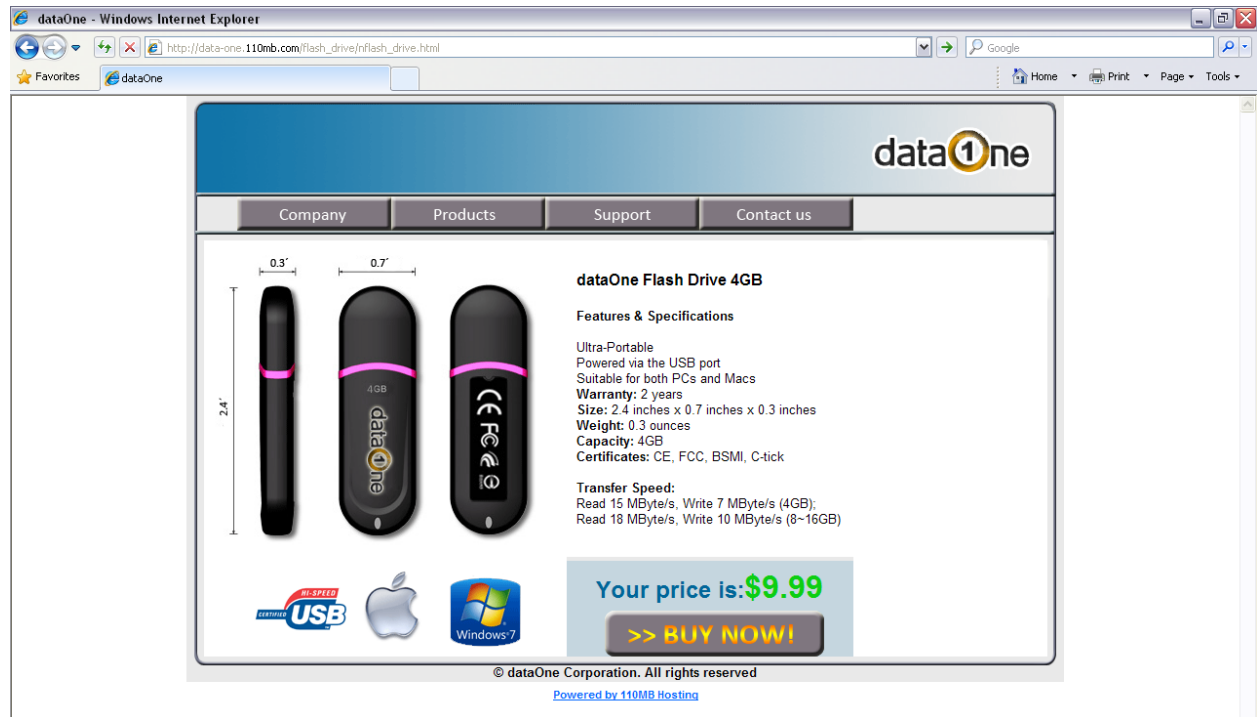 dataOne - Windows Internet Explorer
http://data-one.110mb.com/flash_drive/nflash_drive.html
Google
Favorites
dataOne
Home
Print
Page
Tools
data1ne
Company
Products
Support
Contact us
0.3´
0.7´
2.4´
4GB
data1ne
CE FC
dataOne Flash Drive 4GB
Features & Specifications
Ultra-Portable
Powered via the USB port
Suitable for both PCs and Macs
Warranty: 2 years
Size: 2.4 inches x 0.7 inches x 0.3 inches
Weight: 0.3 ounces
Capacity: 4GB
Certificates: CE, FCC, BSMI, C-tick
Transfer Speed:
Read 15 MByte/s, Write 7 MByte/s (4GB);
Read 18 MByte/s, Write 10 MByte/s (8~16GB)
HI-SPEED
CERTIFIED USB
Windows 7
Your price is:$9.99
>> BUY NOW!
© dataOne Corporation. All rights reserved
Powered by 110MB Hosting